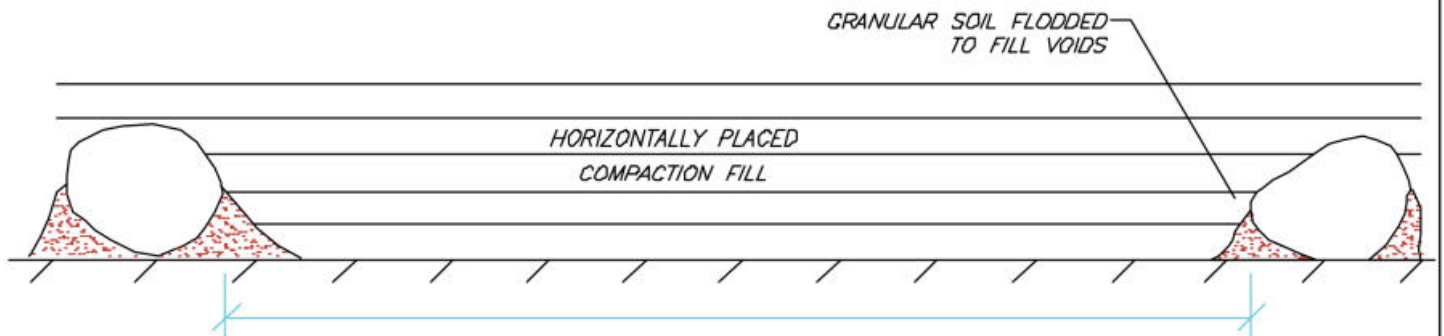 GRANULAR SOIL FLODDED
TO FILL VOIDS
HORIZONTALLY PLACED
COMPACTION FILL